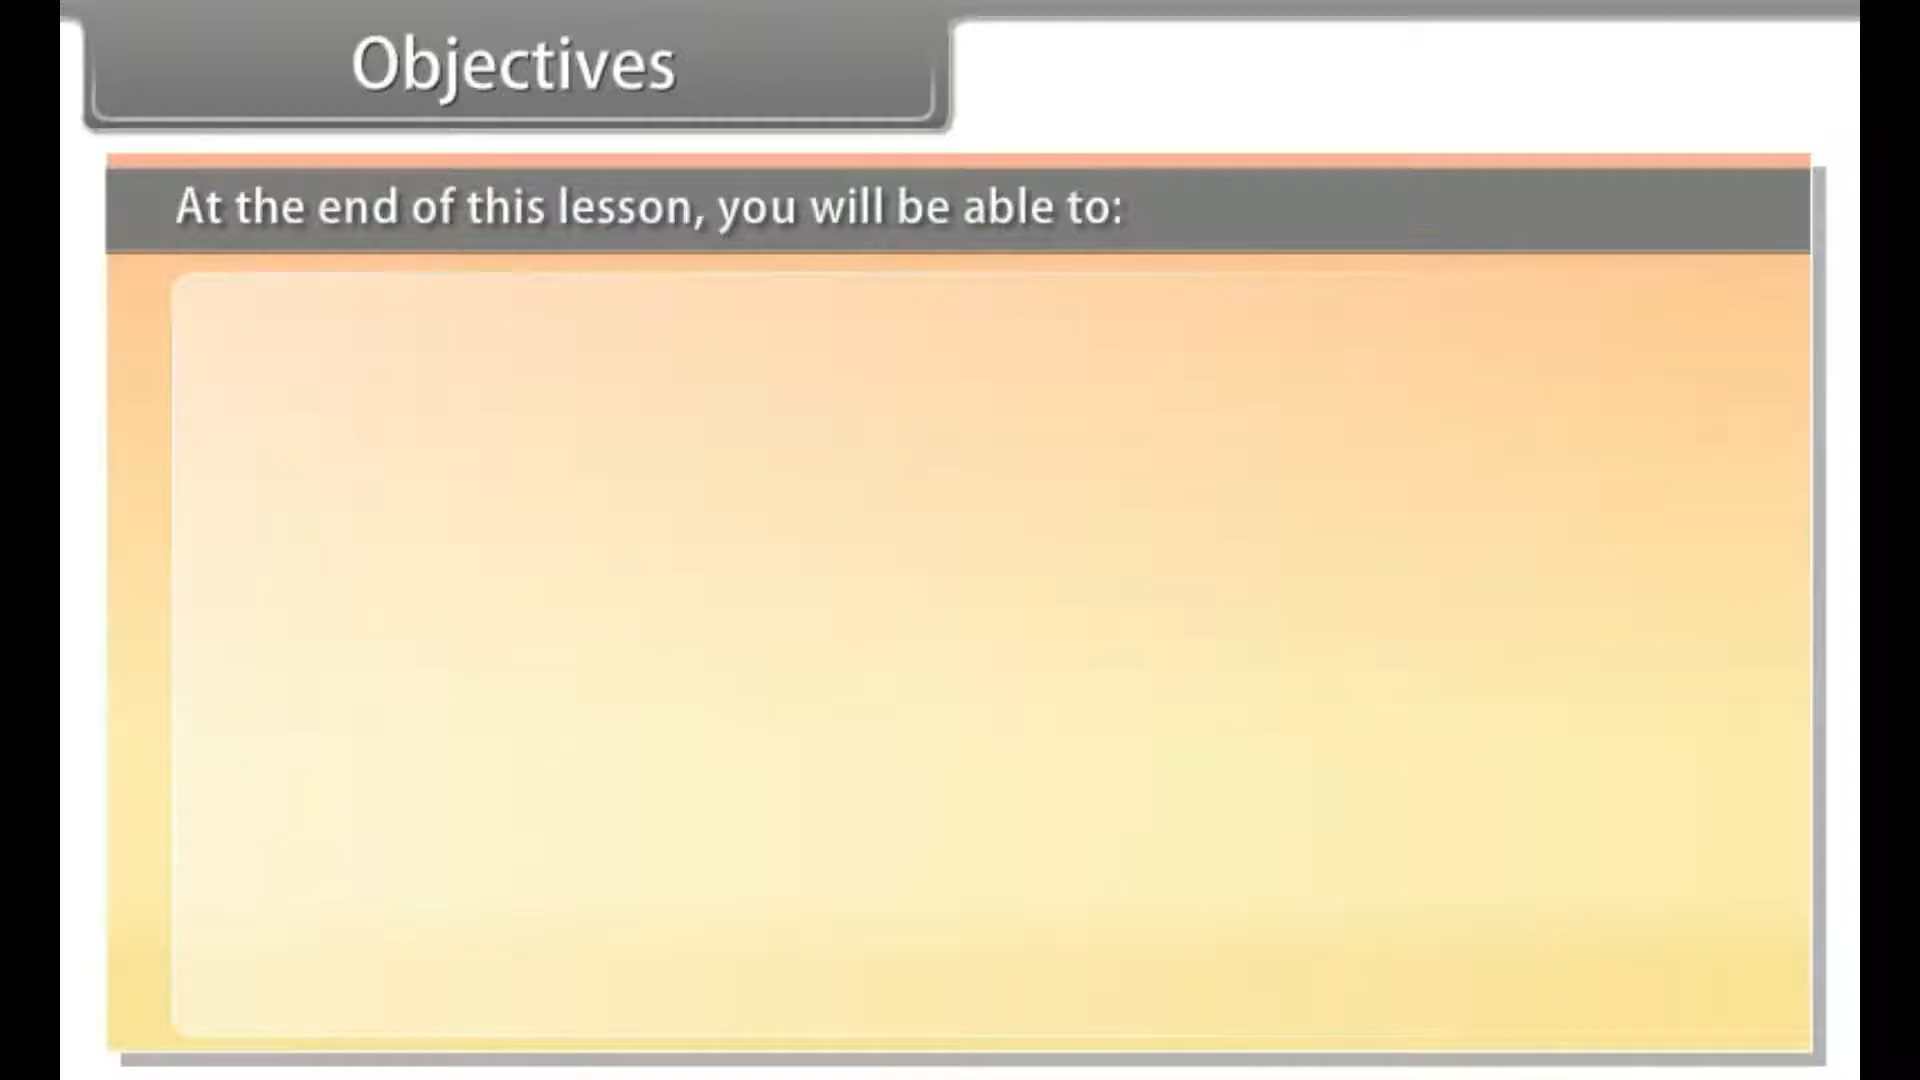 Objectives
At the end of this lesson, you will be able to: